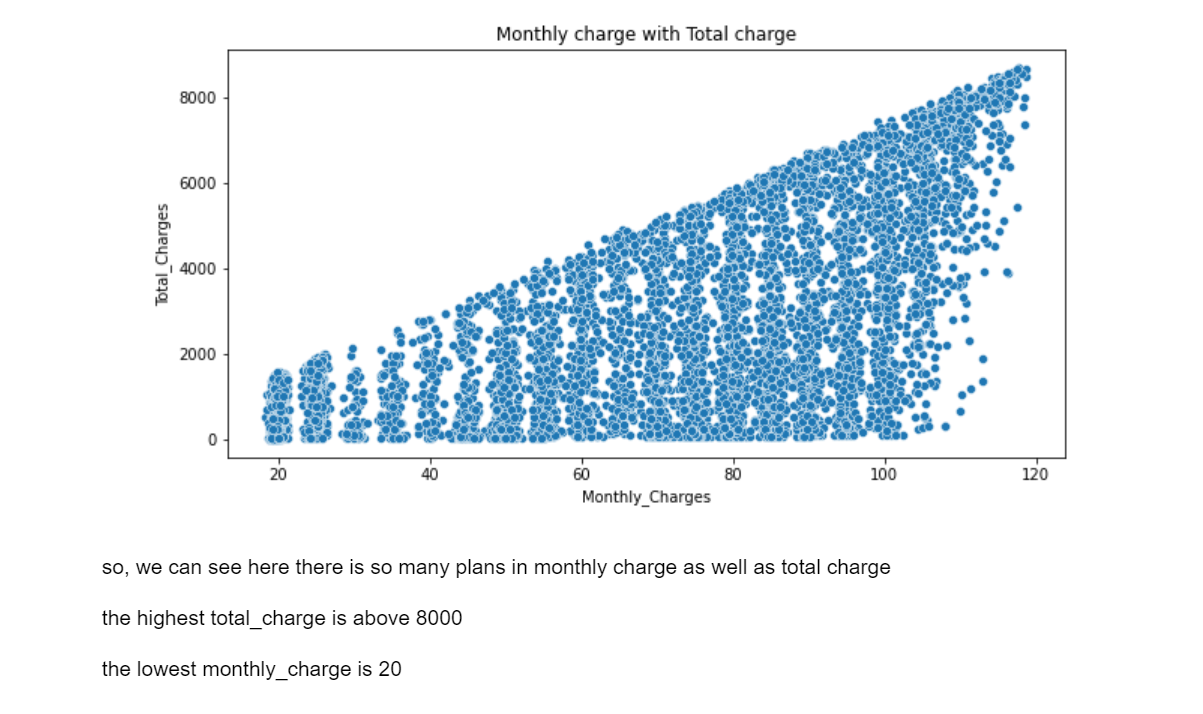 Monthly charge with Total charge
8000
6000
4000
2000
0
Total_Charges
20 40 60 80 100 120
Monthly_Charges
so, we can see here there is so many plans in monthly charge as well as total charge
the highest total_charge is above 8000
the lowest monthly_charge is 20